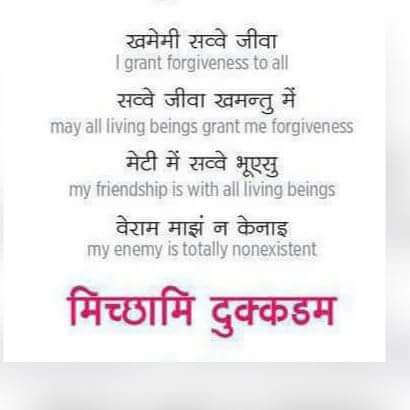 खमेमी सव्वे जीवा
I grant forgiveness to all
सव्वे जीवा खमन्तु में
may all living beings grant me forgiveness
मेटी में सव्वे भूएसु
my friendship is with all living beings
वेराम माझं न केनाइ
my enemy is totally nonexistent
मिच्छामि दुक्कडम